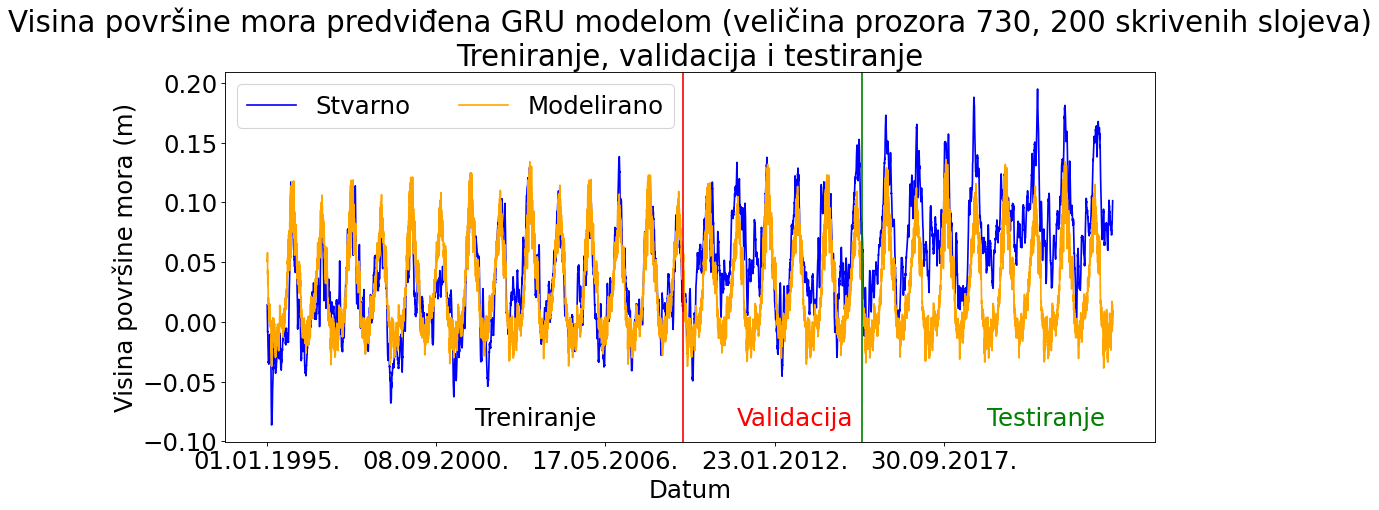 Visina površine mora predviđena GRU modelom (veličina prozora 730, 200 skrivenih slojeva)
Treniranje, validacija i testiranje
Stvarno
Modelirano
Visina površine mora (m)
0.20
0.15
0.10
0.05
0.00
−0.05
−0.10
Treniranje
Validacija
Testiranje
01.01.1995.
08.09.2000.
17.05.2006.
23.01.2012.
30.09.2017.
Datum